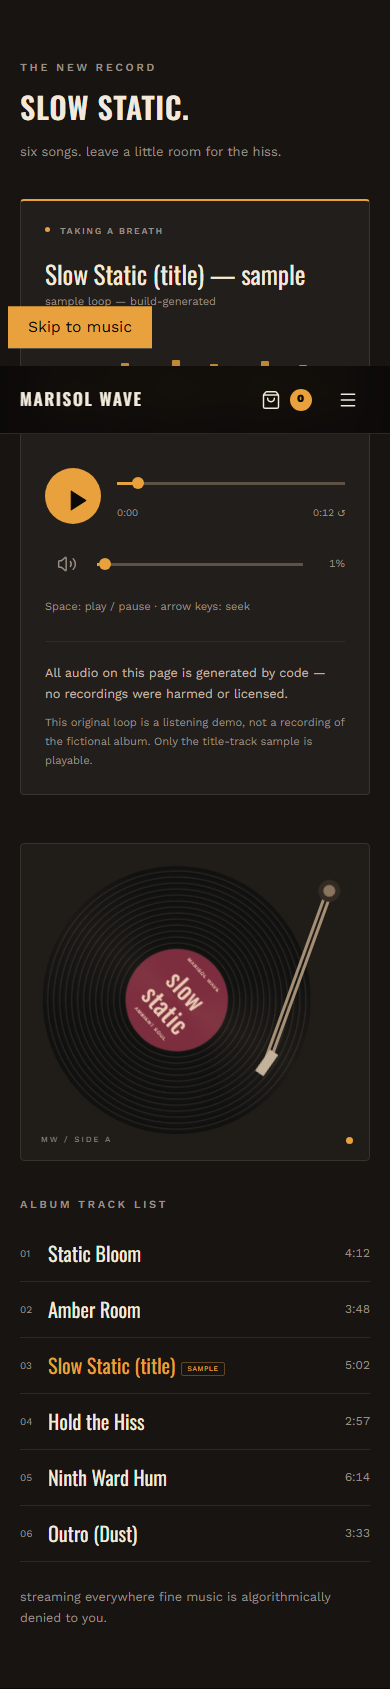 THE NEW RECORD
SLOW STATIC.
six songs. leave a little room for the hiss.
TAKING A BREATH
Slow Static (title) — sample
sample loop — build-generated
Skip to music
MARISOL WAVE
0
0:00
0:12 ↺
1%
Space: play / pause · arrow keys: seek
All audio on this page is generated by code —
no recordings were harmed or licensed.
This original loop is a listening demo, not a recording of
the fictional album. Only the title-track sample is
playable.
MARISOL WAVE
slow
static
AMBIENT SOUL
MW / SIDE A
ALBUM TRACK LIST
01 Static Bloom 4:12
02 Amber Room 3:48
03 Slow Static (title) SAMPLE 5:02
04 Hold the Hiss 2:57
05 Ninth Ward Hum 6:14
06 Outro (Dust) 3:33
streaming everywhere fine music is algorithmically
denied to you.